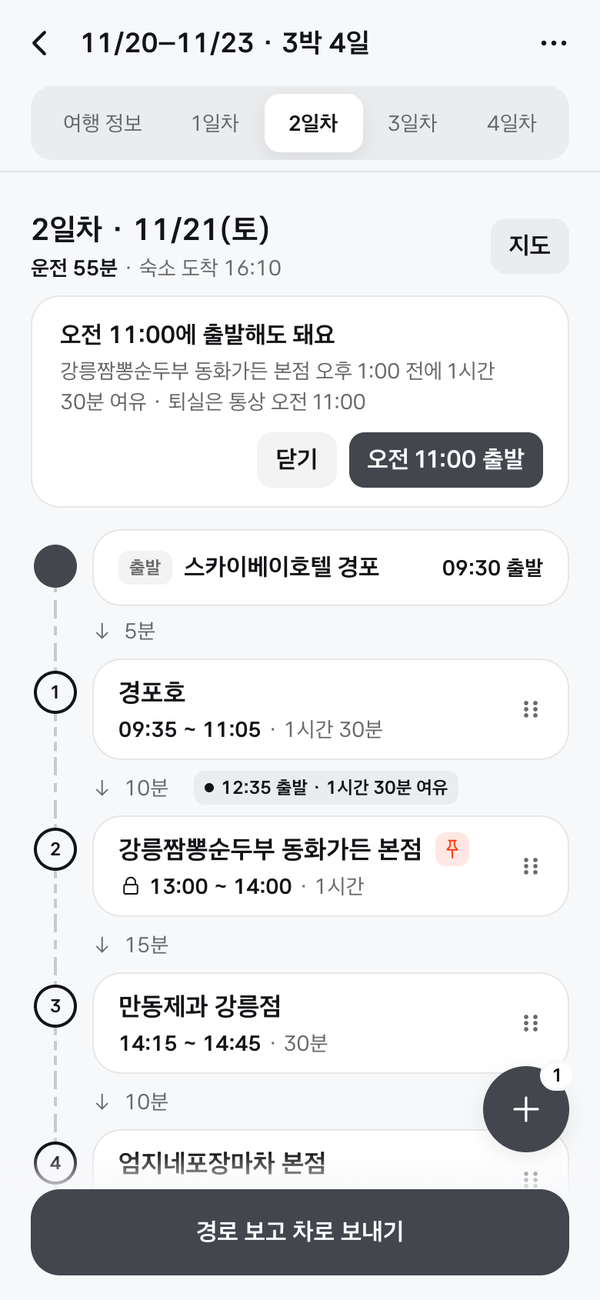 11/20–11/23 · 3박 4일
여행 정보 1일차 2일차 3일차 4일차
2일차 · 11/21(토)
지도
운전 55분 · 숙소 도착 16:10
오전 11:00에 출발해도 돼요
강릉짬뽕순두부 동화가든 본점 오후 1:00 전에 1시간
30분 여유 · 퇴실은 통상 오전 11:00
닫기 오전 11:00 출발
출발 스카이베이호텔 경포 09:30 출발
↓ 5분
1 경포호
09:35 ~ 11:05 · 1시간 30분
↓ 10분 • 12:35 출발 · 1시간 30분 여유
2 강릉짬뽕순두부 동화가든 본점
13:00 ~ 14:00 · 1시간
↓ 15분
3 만동제과 강릉점
14:15 ~ 14:45 · 30분
1
↓ 10분
4 엄지네포장마차 본점
경로 보고 차로 보내기